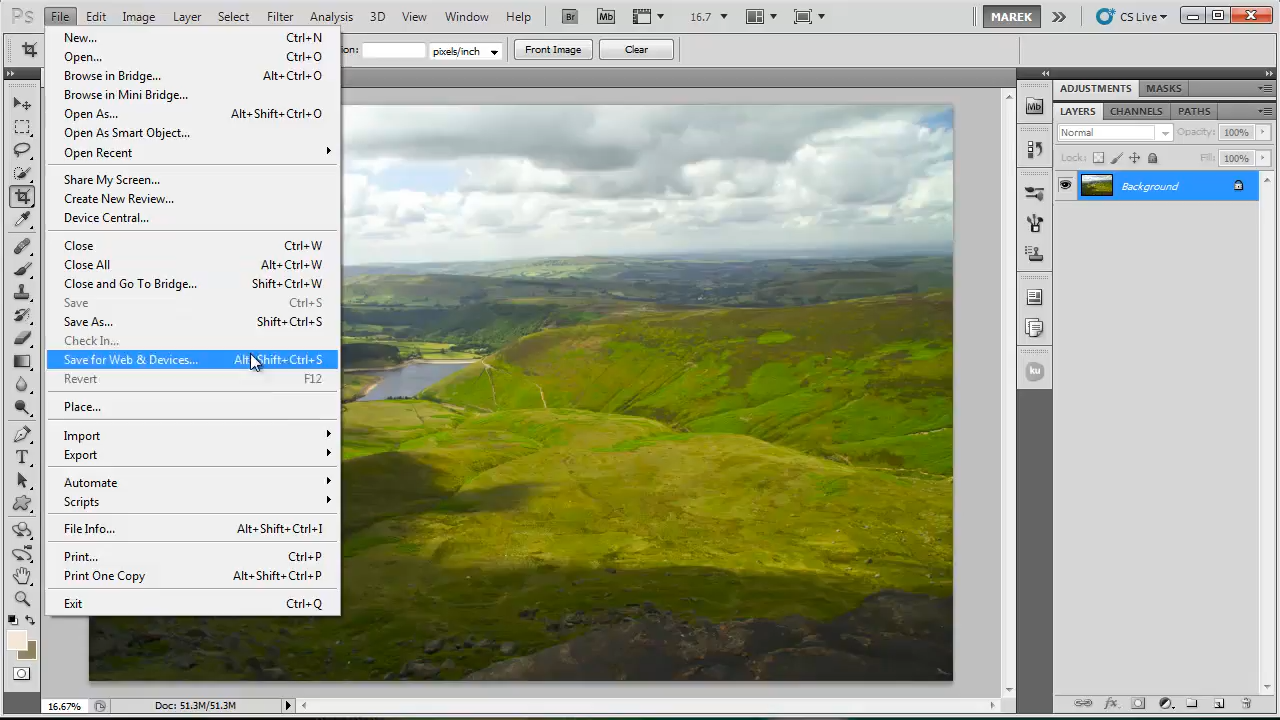 Ps File Edit Image Layer Select Filter Analysis 3D View Window Help Br Mb 16.7 MAREK CS Live
ion: pixels/inch Front Image Clear
New... Ctrl+N
Open... Ctrl+O
Browse in Bridge... Alt+Ctrl+O
Browse in Mini Bridge...
Open As... Alt+Shift+Ctrl+O
Open As Smart Object...
Open Recent
Share My Screen...
Create New Review...
Device Central...
Close Ctrl+W
Close All Alt+Ctrl+W
Close and Go To Bridge... Shift+Ctrl+W
Save Ctrl+S
Save As... Shift+Ctrl+S
Check In...
Save for Web & Devices... Alt+Shift+Ctrl+S
Revert F12
Place...
Import
Export
Automate
Scripts
File Info... Alt+Shift+Ctrl+I
Print... Ctrl+P
Print One Copy Alt+Shift+Ctrl+P
Exit Ctrl+Q
T
Mb
ku
ADJUSTMENTS MASKS
LAYERS CHANNELS PATHS
Normal Opacity: 100%
Lock: Fill: 100%
Background
fx
16.67% Doc: 51.3M/51.3M